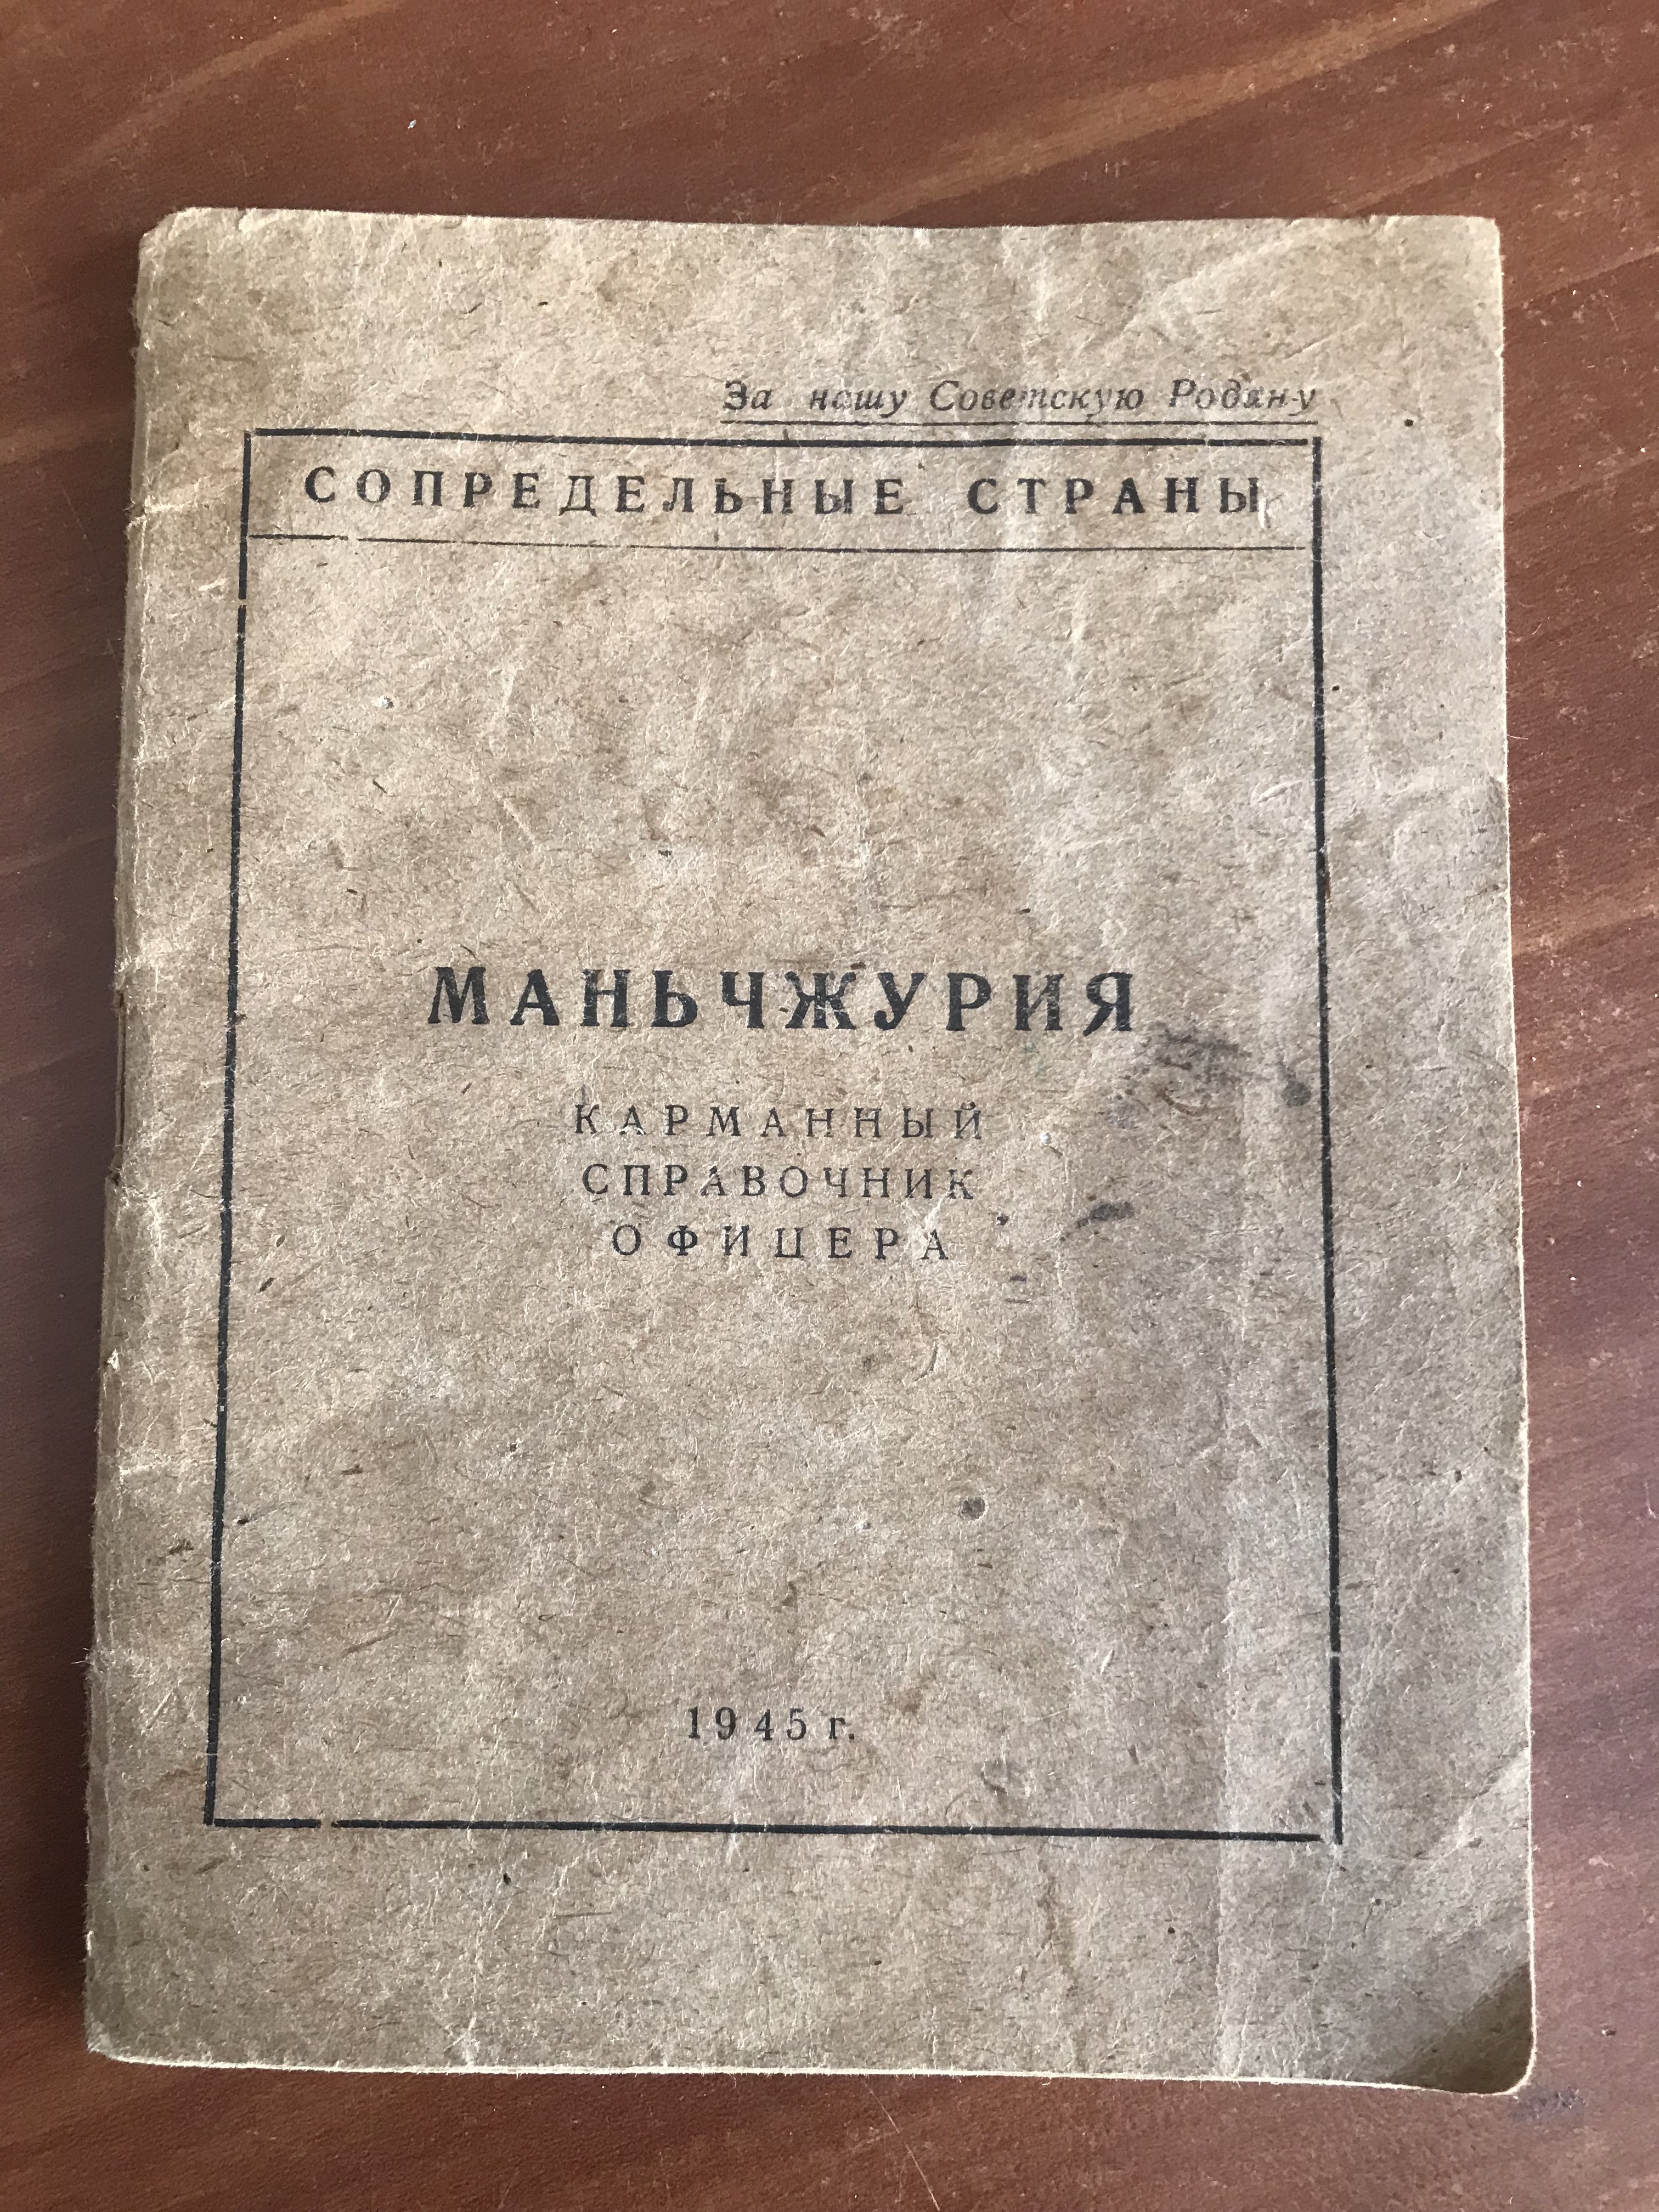 За нашу Советскую Родину
СОПРЕДЕЛЬНЫЕ СТРАНЫ
МАНЬЧЖУРИЯ
КАРМАННЫЙ
СПРАВОЧНИК
ОФИЦЕРА
1945 г.